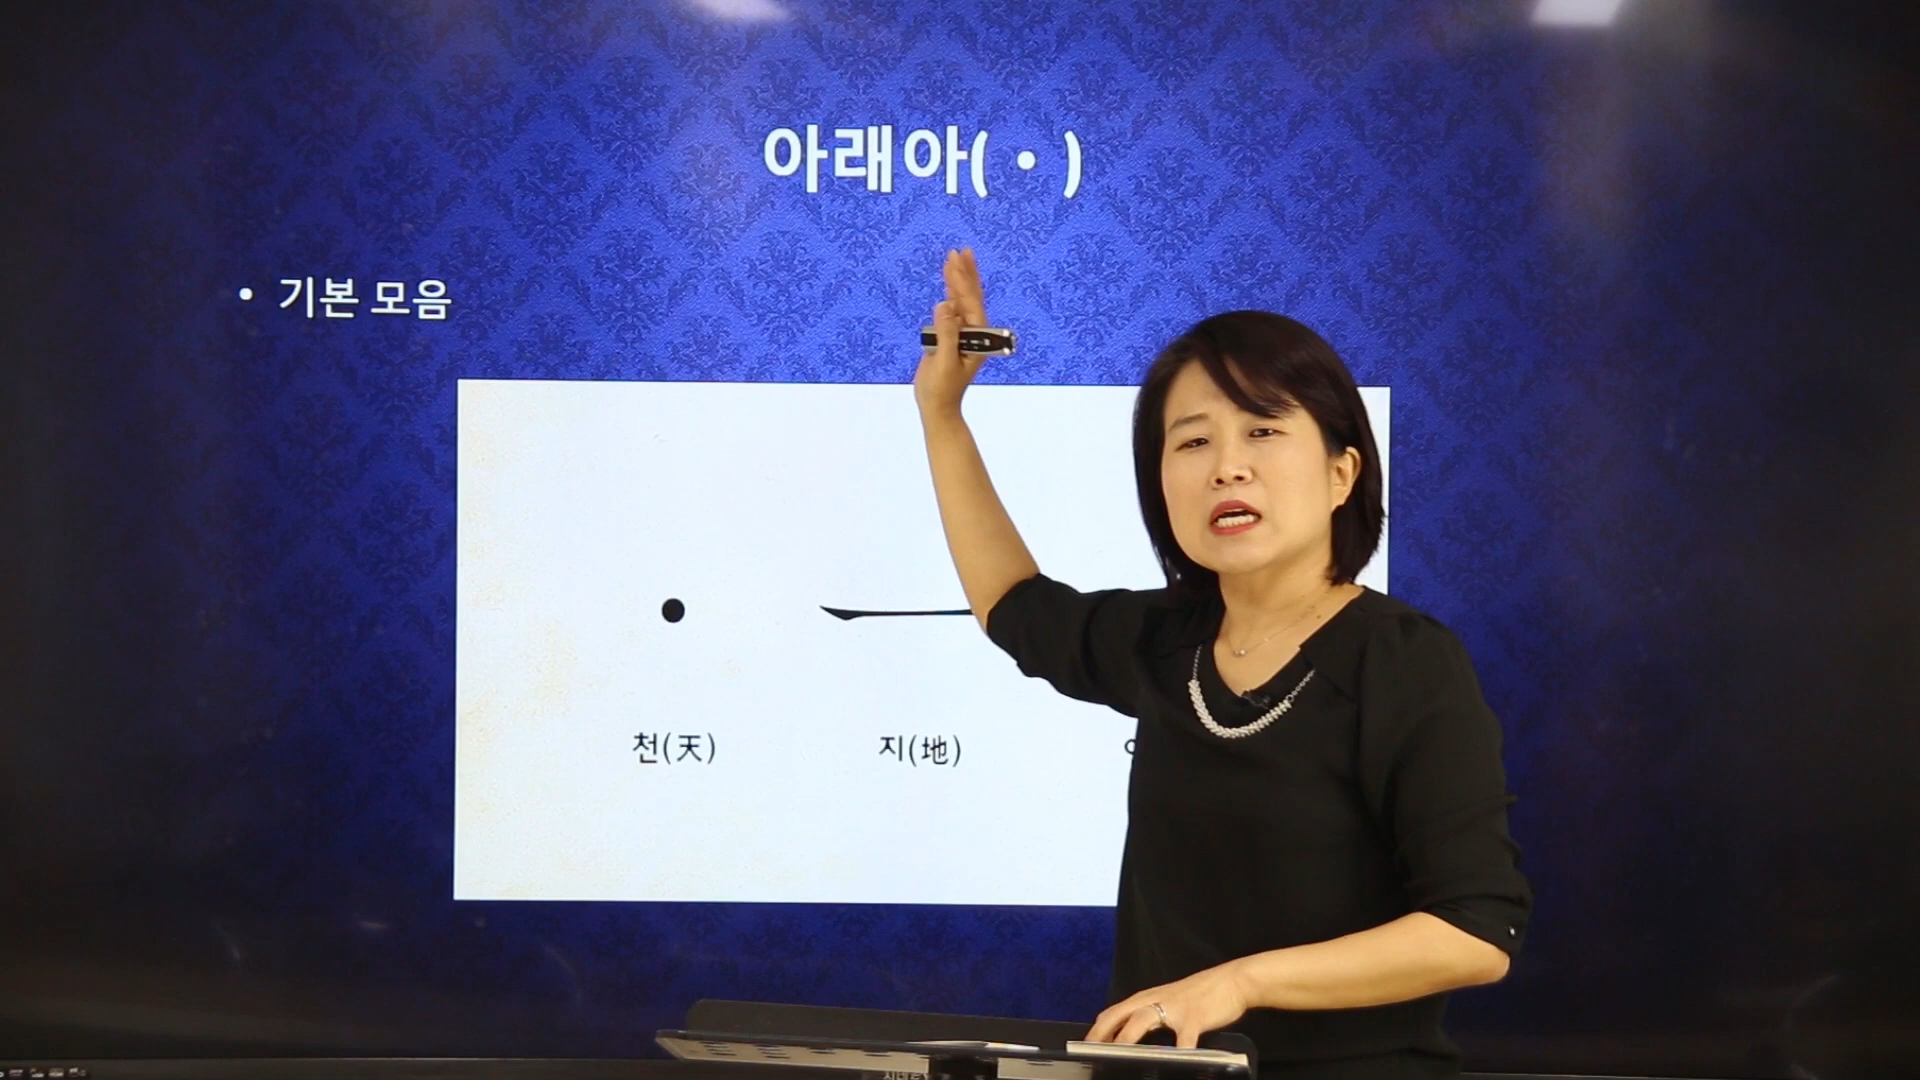 아래아(·)
• 기본 모음
천(天) 지(地)